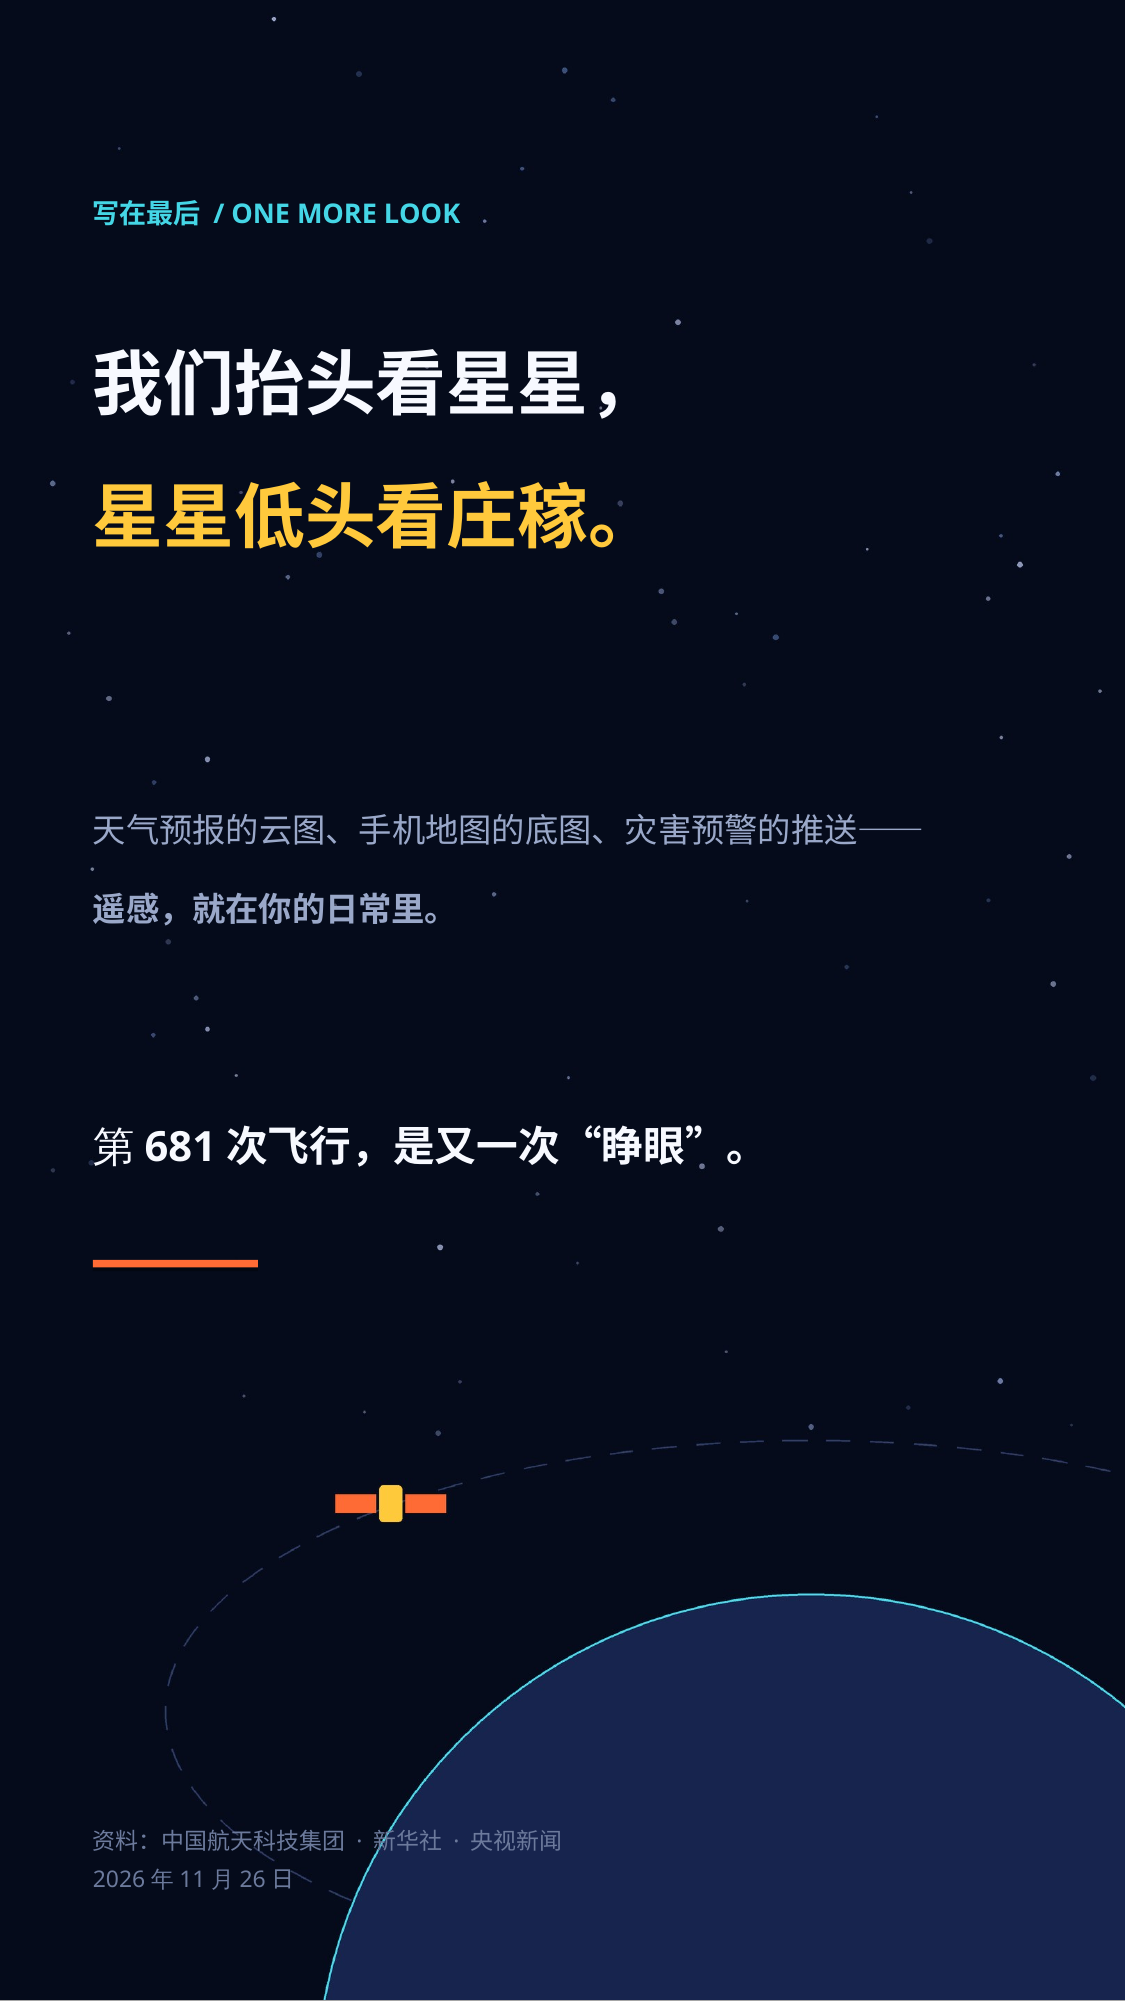 写在最后 / ONE MORE LOOK
我们抬头看星星，
星星低头看庄稼。
天气预报的云图、手机地图的底图、灾害预警的推送——
遥感，就在你的日常里。
第 681 次飞行，是又一次“睁眼”。
资料：中国航天科技集团 · 新华社 · 央视新闻
2026 年 11 月 26 日